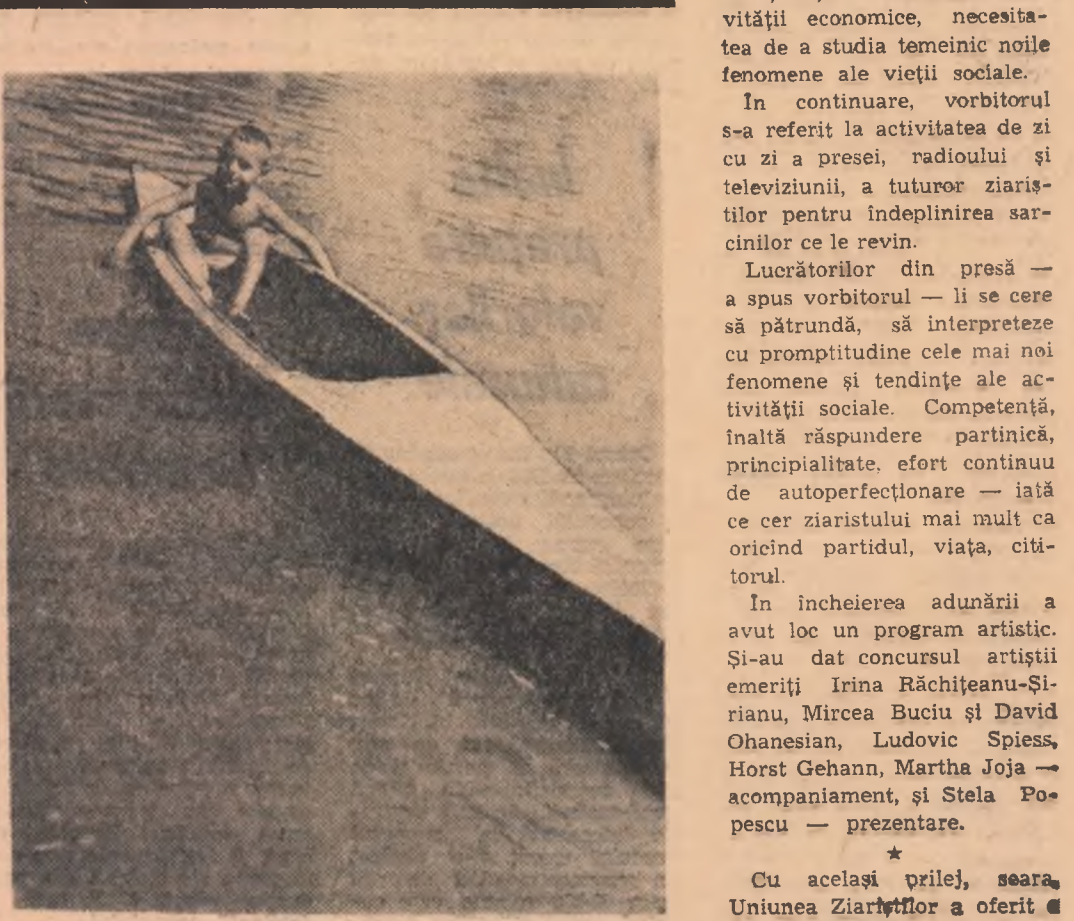 vității economice, necesita-
tea de a studia temeinic noile
fenomene ale vieții sociale.
În continuare, vorbitorul
s-a referit la activitatea de zi
cu zi a presei, radioului și
televiziunii, a tuturor ziariș-
tilor pentru îndeplinirea sar-
cinilor ce le revin.
Lucrătorilor din presă —
a spus vorbitorul — li se cere
să pătrundă, să interpreteze
cu promptitudine cele mai noi
fenomene și tendințe ale ac-
tivității sociale. Competență,
înaltă răspundere partinică,
principialitate, efort continuu
de autoperfecționare — iată
ce cer ziaristului mai mult ca
oricînd partidul, viața, citi-
torul.
În încheierea adunării a
avut loc un program artistic.
Și-au dat concursul artiștii
emeriți Irina Răchițeanu-Și-
rianu, Mircea Buciu și David
Ohanesian, Ludovic Spiess,
Horst Gehann, Martha Joja —
acompaniament, și Stela Po-
pescu — prezentare.
★
Cu același prilej, seara,
Uniunea Ziariștilor a oferit